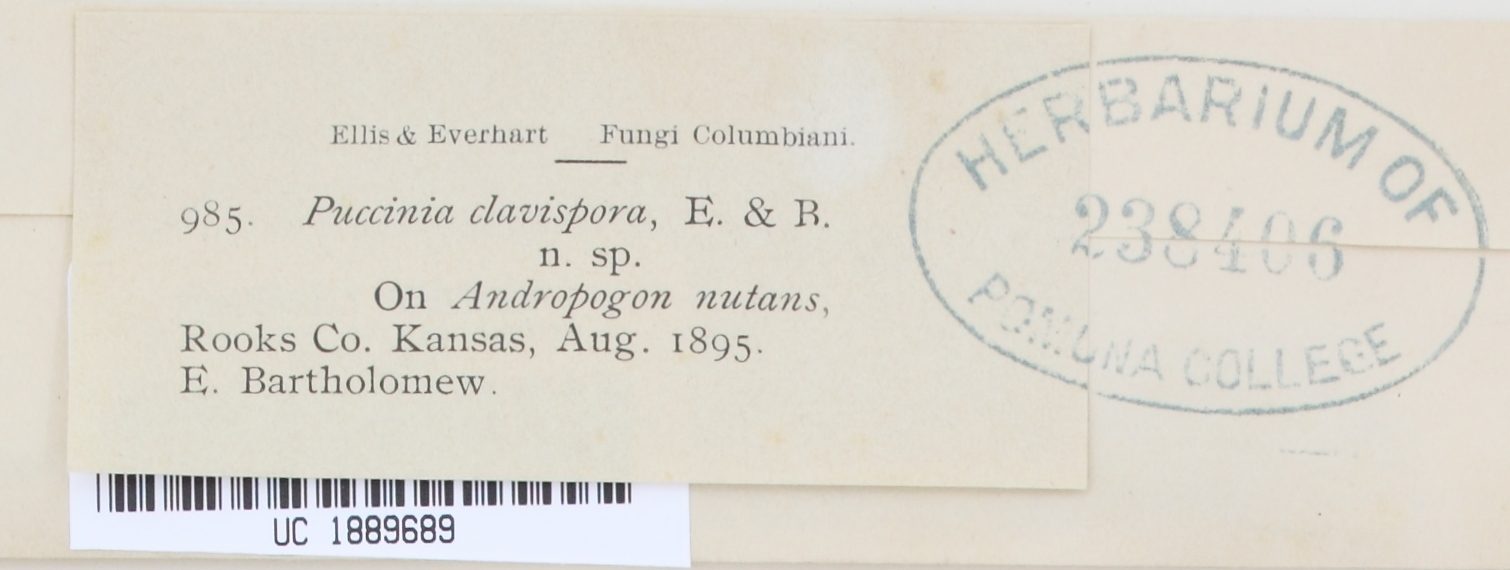 Ellis & Everhart Fungi Columbiani.
985. Puccinia clavispora, E. & B.
n. sp.
On Andropogon nutans,
Rooks Co. Kansas, Aug. 1895.
E. Bartholomew.
HERBARIUM OF
238406
POMONA COLLEGE
UC 1889689